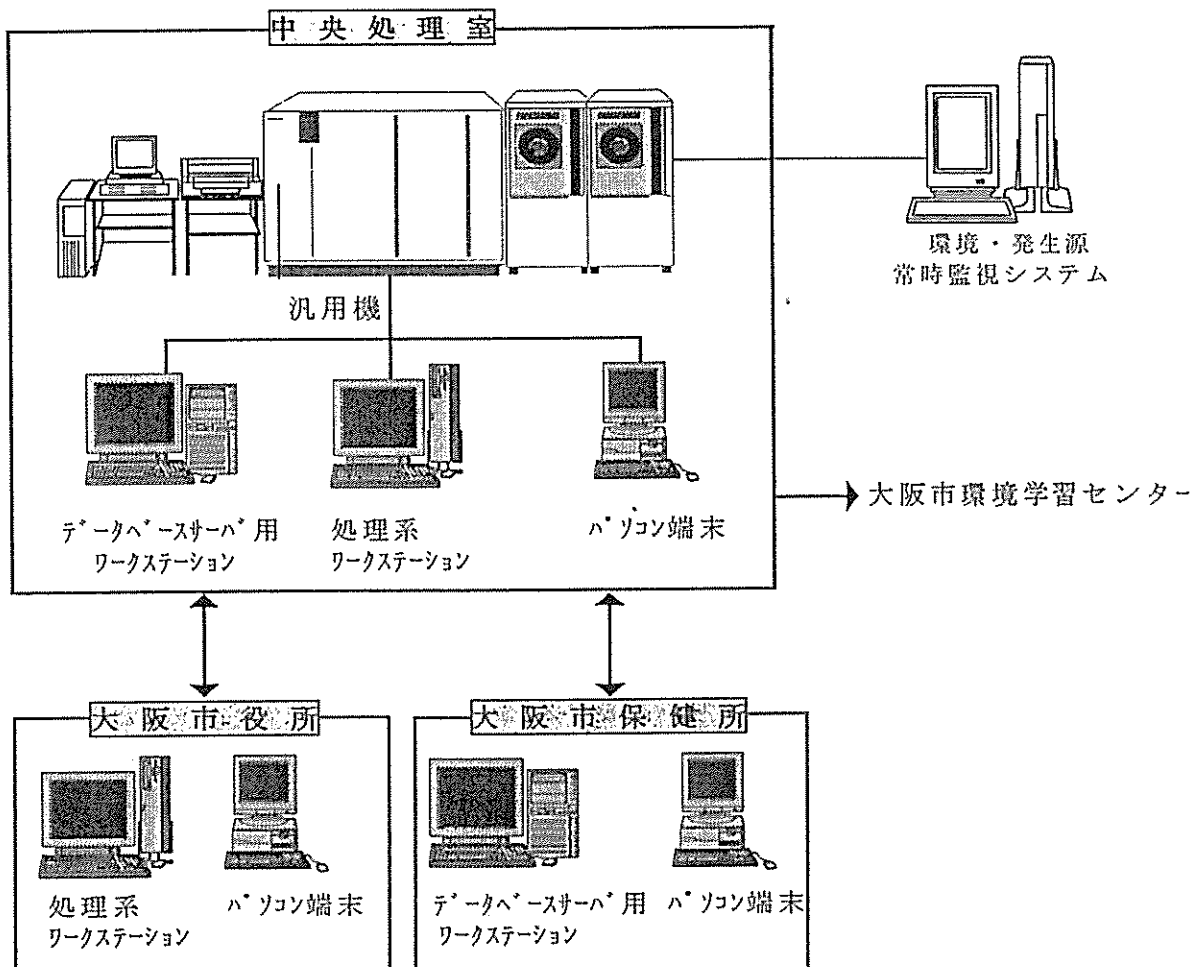 中央処理室
環境・発生源
常時監視システム
汎用機
データベースサーバ用
ワークステーション
処理系
ワークステーション
パソコン端末
大阪市環境学習センター
大阪市役所
大阪市保健所
処理系
ワークステーション
パソコン端末
データベースサーバ用
ワークステーション
パソコン端末